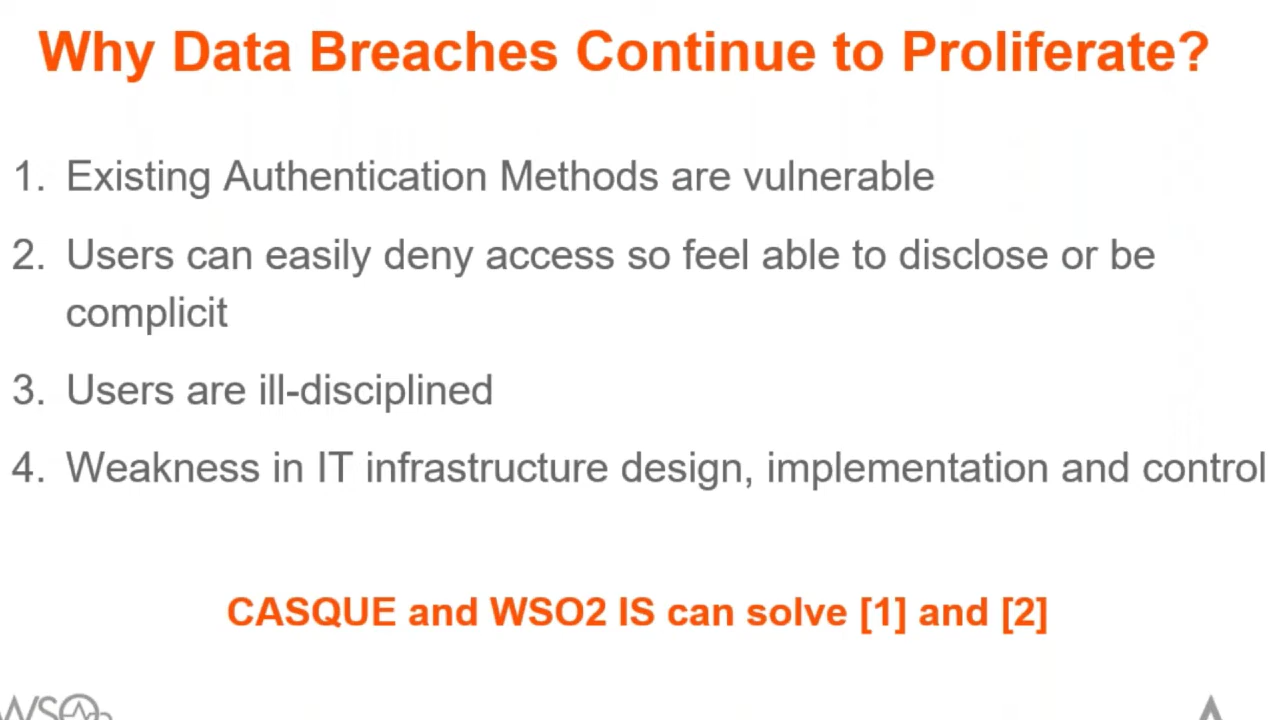 Why Data Breaches Continue to Proliferate?
1. Existing Authentication Methods are vulnerable
2. Users can easily deny access so feel able to disclose or be
complicit
3. Users are ill-disciplined
4. Weakness in IT infrastructure design, implementation and control
CASQUE and WSO2 IS can solve [1] and [2]
WSO